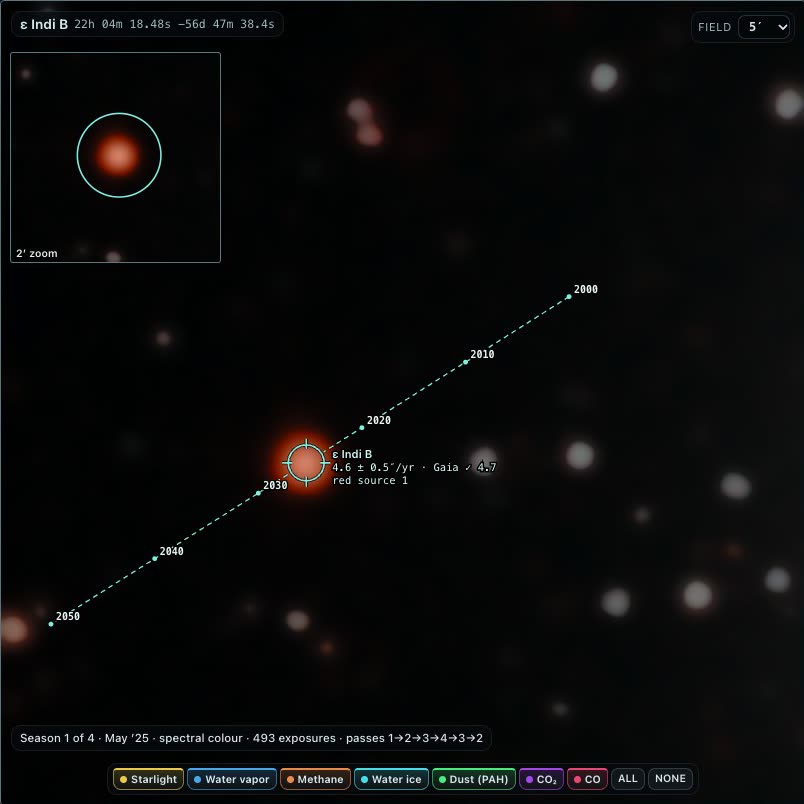 ε Indi B 22h 04m 18.48s −56d 47m 38.4s
FIELD 5′
2′ zoom
2000
2010
2020
ε Indi B
4.6 ± 0.5″/yr · Gaia ✓ 4.7
red source 1
2030
2040
2050
Season 1 of 4 · May ’25 · spectral colour · 493 exposures · passes 1→2→3→4→3→2
Starlight Water vapor Methane Water ice Dust (PAH) CO₂ CO ALL NONE